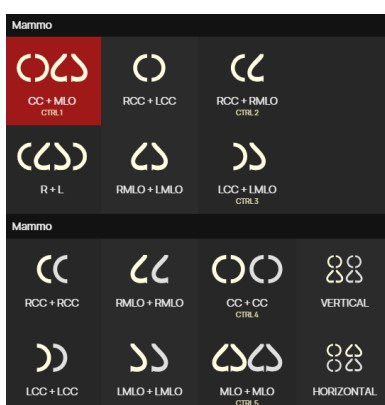 Mammo
CC + MLO
CTRL1
RCC + LCC
RCC + RMLO
CTRL2
R + L
RMLO + LMLO
LCC + LMLO
CTRL3
Mammo
RCC + RCC
RMLO + RMLO
CC + CC
CTRL4
VERTICAL
LCC + LCC
LMLO + LMLO
MLO + MLO
CTRL5
HORIZONTAL